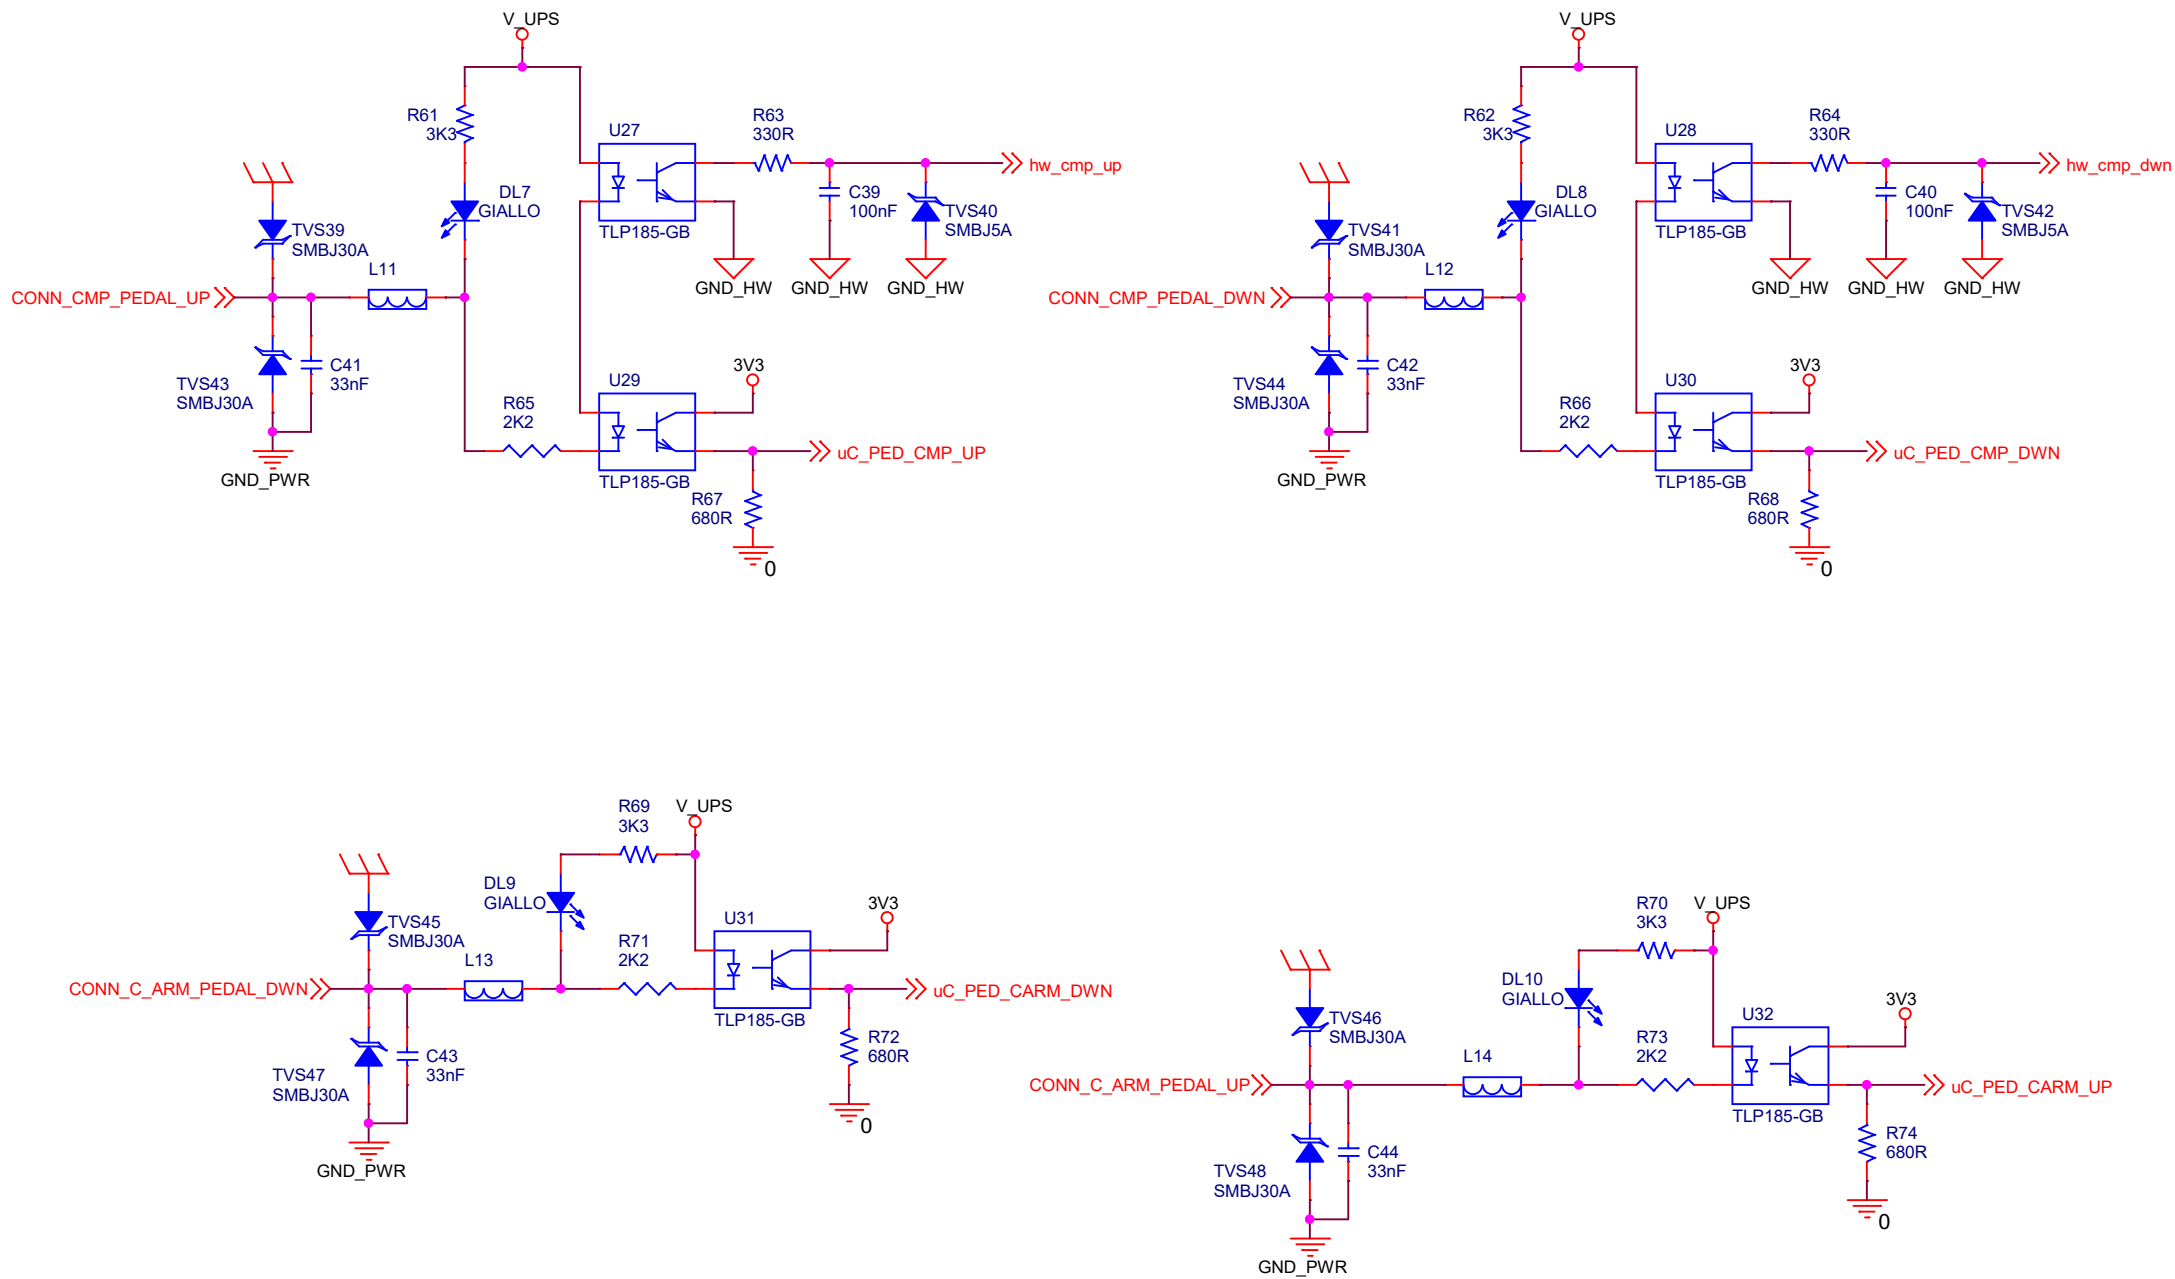 V_UPS
R61
3K3
U27
R63
330R
hw_cmp_up
DL7
GIALLO
C39
100nF
TVS40
SMBJ5A
TVS39
SMBJ30A
TLP185-GB
L11
GND_HW
GND_HW
GND_HW
CONN_CMP_PEDAL_UP
C41
33nF
TVS43
SMBJ30A
U29
3V3
R65
2K2
uC_PED_CMP_UP
GND_PWR
TLP185-GB
R67
680R
0
V_UPS
R62
3K3
U28
R64
330R
hw_cmp_dwn
DL8
GIALLO
C40
100nF
TVS42
SMBJ5A
TVS41
SMBJ30A
TLP185-GB
L12
GND_HW
GND_HW
GND_HW
CONN_CMP_PEDAL_DWN
C42
33nF
TVS44
SMBJ30A
U30
3V3
R66
2K2
uC_PED_CMP_DWN
GND_PWR
TLP185-GB
R68
680R
0
R69
3K3
V_UPS
DL9
GIALLO
U31
3V3
TVS45
SMBJ30A
R71
2K2
L13
CONN_C_ARM_PEDAL_DWN
uC_PED_CARM_DWN
TLP185-GB
C43
33nF
TVS47
SMBJ30A
R72
680R
0
GND_PWR
R70
3K3
V_UPS
DL10
GIALLO
U32
3V3
TVS46
SMBJ30A
R73
2K2
L14
CONN_C_ARM_PEDAL_UP
uC_PED_CARM_UP
TLP185-GB
C44
33nF
TVS48
SMBJ30A
R74
680R
0
GND_PWR